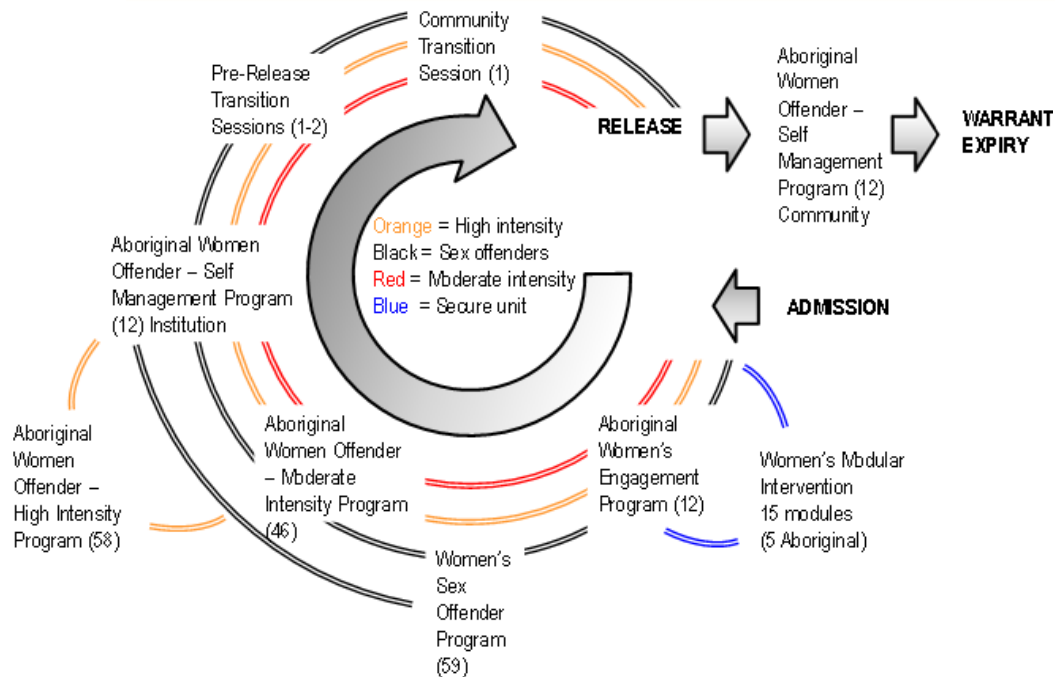 Community
Transition
Session (1)
Pre-Release
Transition
Sessions (1-2)
RELEASE
Aboriginal
Women
Offender –
Self
Management
Program (12)
Community
WARRANT
EXPIRY
Orange = High intensity
Black = Sex offenders
Red = Moderate intensity
Blue = Secure unit
Aboriginal Women
Offender – Self
Management Program
(12) Institution
ADMISSION
Aboriginal
Women
Offender –
High Intensity
Program (58)
Aboriginal
Women Offender
– Moderate
Intensity Program
(46)
Aboriginal
Women's
Engagement
Program (12)
Women's Modular
Intervention
15 modules
(5 Aboriginal)
Women's
Sex
Offender
Program
(59)